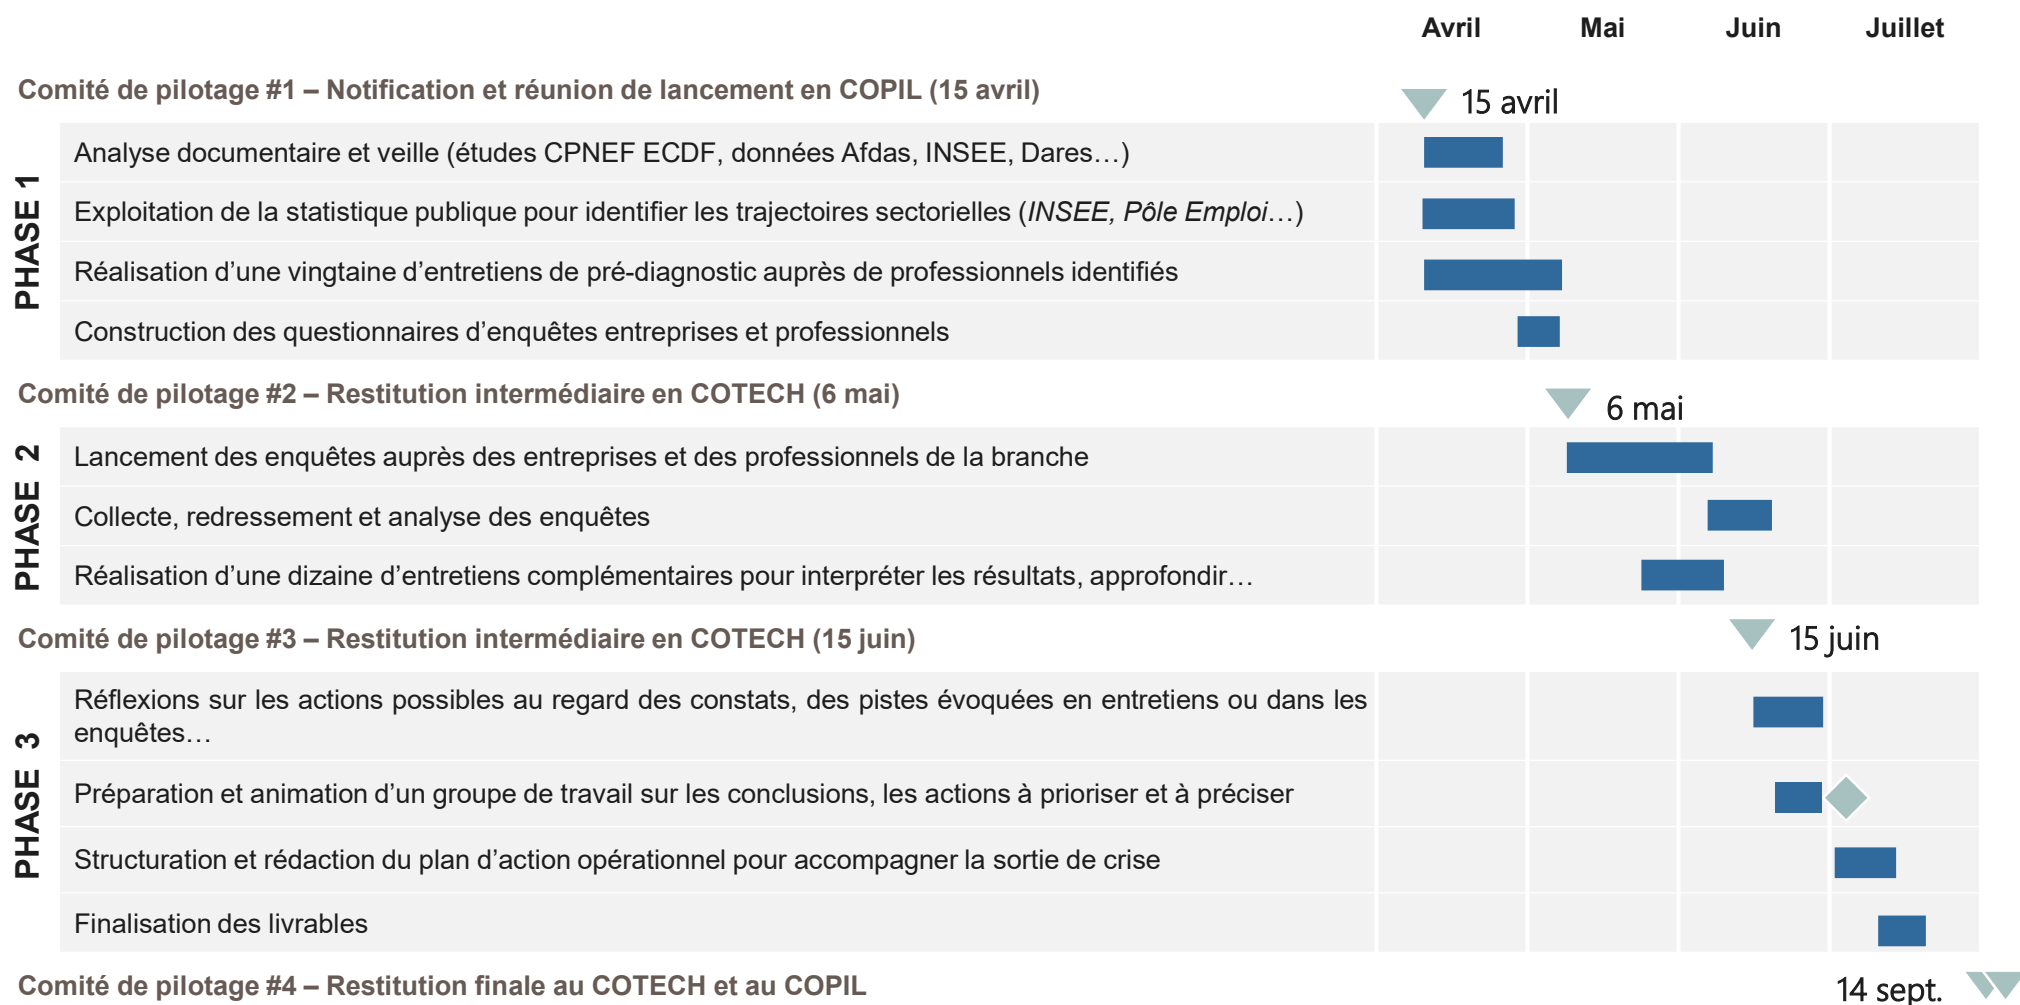 Avril Mai Juin Juillet
Comité de pilotage #1 – Notification et réunion de lancement en COPIL (15 avril)
15 avril
PHASE 1
Analyse documentaire et veille (études CPNEF ECDF, données Afdas, INSEE, Dares…)
Exploitation de la statistique publique pour identifier les trajectoires sectorielles (INSEE, Pôle Emploi…)
Réalisation d’une vingtaine d’entretiens de pré-diagnostic auprès de professionnels identifiés
Construction des questionnaires d’enquêtes entreprises et professionnels
Comité de pilotage #2 – Restitution intermédiaire en COTECH (6 mai)
6 mai
PHASE 2
Lancement des enquêtes auprès des entreprises et des professionnels de la branche
Collecte, redressement et analyse des enquêtes
Réalisation d’une dizaine d’entretiens complémentaires pour interpréter les résultats, approfondir…
Comité de pilotage #3 – Restitution intermédiaire en COTECH (15 juin)
15 juin
PHASE 3
Réflexions sur les actions possibles au regard des constats, des pistes évoquées en entretiens ou dans les
enquêtes…
Préparation et animation d’un groupe de travail sur les conclusions, les actions à prioriser et à préciser
Structuration et rédaction du plan d’action opérationnel pour accompagner la sortie de crise
Finalisation des livrables
Comité de pilotage #4 – Restitution finale au COTECH et au COPIL
14 sept.